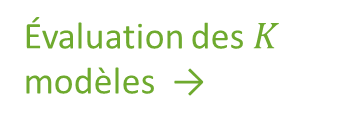 Évaluation des K
modèles →